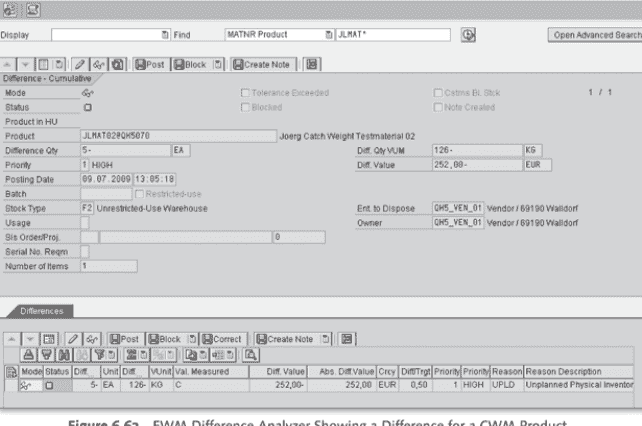 Display Find MATNR Product JLMAT* Open Advanced Search
Post Block Create Note
Difference - Cumulative
Mode Tolerance Exceeded Cstms Bl. Stck 1 / 1
Status Blocked Note Created
Product in HU
Product JLMAT02@QH5070 Joerg Catch Weight Testmaterial 02
Difference Qty 5- EA Diff. Qty VUM 126- KG
Priority 1 HIGH Diff. Value 252,00- EUR
Posting Date 09.07.2009 13:05:18
Batch Restricted-use
Stock Type F2 Unrestricted-Use Warehouse Ent. to Dispose QH5_VEN_01 Vendor / 69190 Walldorf
Usage Owner QH5_VEN_01 Vendor / 69190 Walldorf
Sls Order/Proj. 0
Serial No. Reqm
Number of Items 1
Differences
Post Block Correct Create Note
Mode Status Diff... Unit Diff... VUnit Val. Measured Diff. Value Abs. Diff.Value Crcy Diff/Trgt Priority Priority Reason Reason Description
5- EA 126- KG C 252,00- 252,00 EUR 0,50 1 HIGH UPLD Unplanned Physical Inventor
Figure 6.62 EWM Difference Analyzer Showing a Difference for a CWM Product